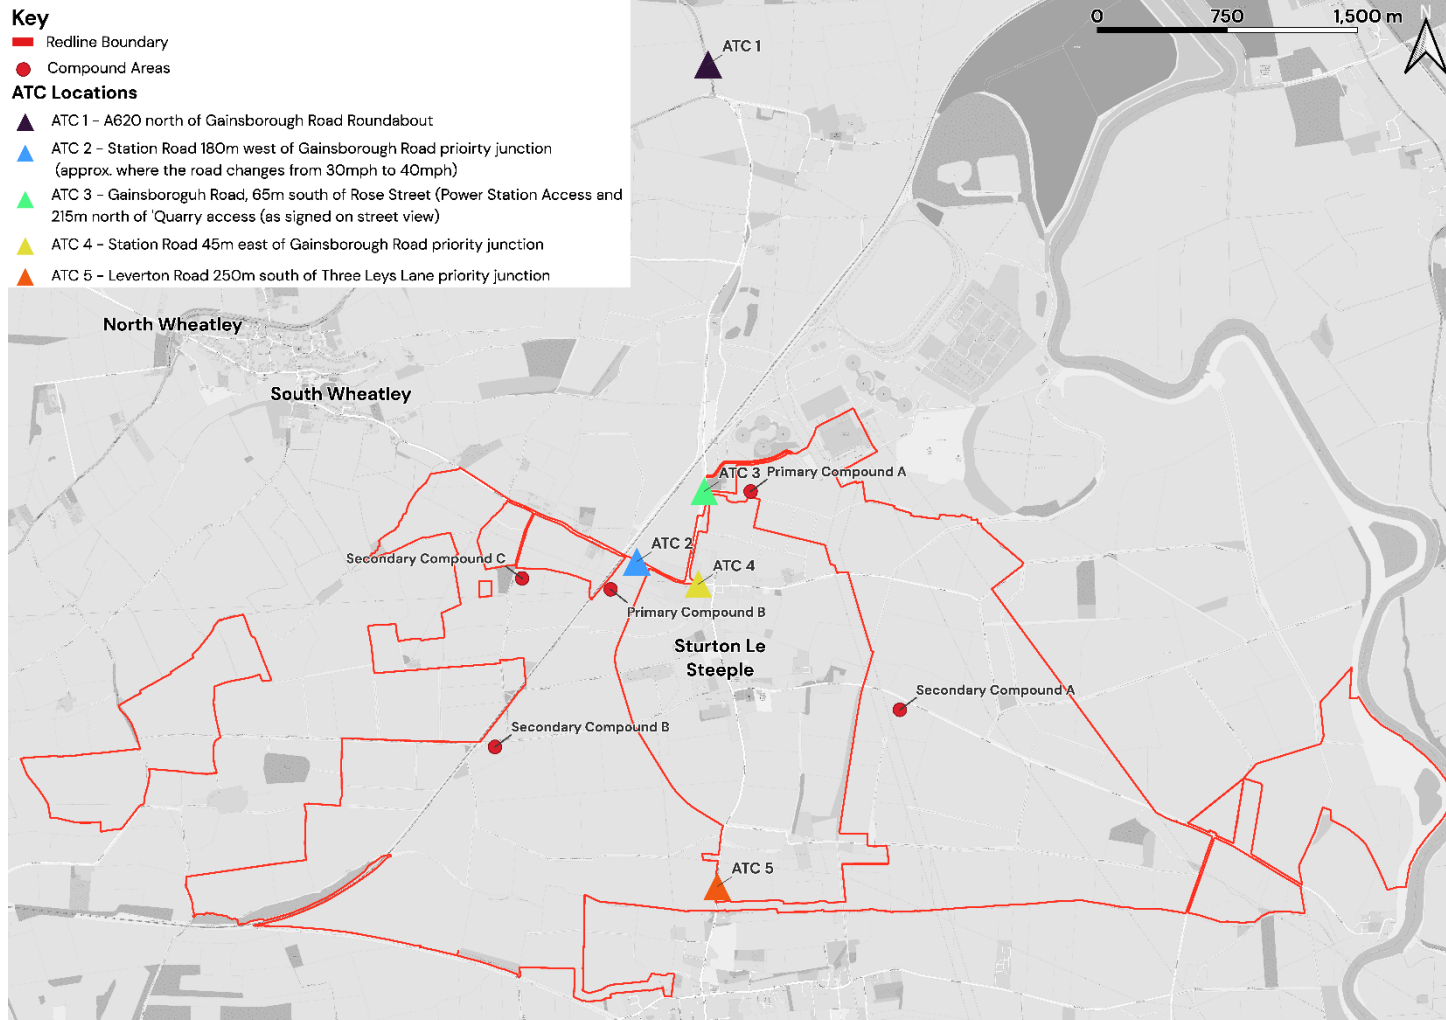 Key
Redline Boundary
Compound Areas
ATC Locations
ATC 1 - A620 north of Gainsborough Road Roundabout
ATC 2 - Station Road 180m west of Gainsborough Road prioirty junction
(approx. where the road changes from 30mph to 40mph)
ATC 3 - Gainsboroguh Road, 65m south of Rose Street (Power Station Access and
215m north of 'Quarry access (as signed on street view)
ATC 4 - Station Road 45m east of Gainsborough Road priority junction
ATC 5 - Leverton Road 250m south of Three Leys Lane priority junction
0 750 1,500 m
N
ATC 1
North Wheatley
South Wheatley
ATC 3
Primary Compound A
ATC 2
Secondary Compound C
ATC 4
Primary Compound B
Sturton Le
Steeple
Secondary Compound A
Secondary Compound B
ATC 5